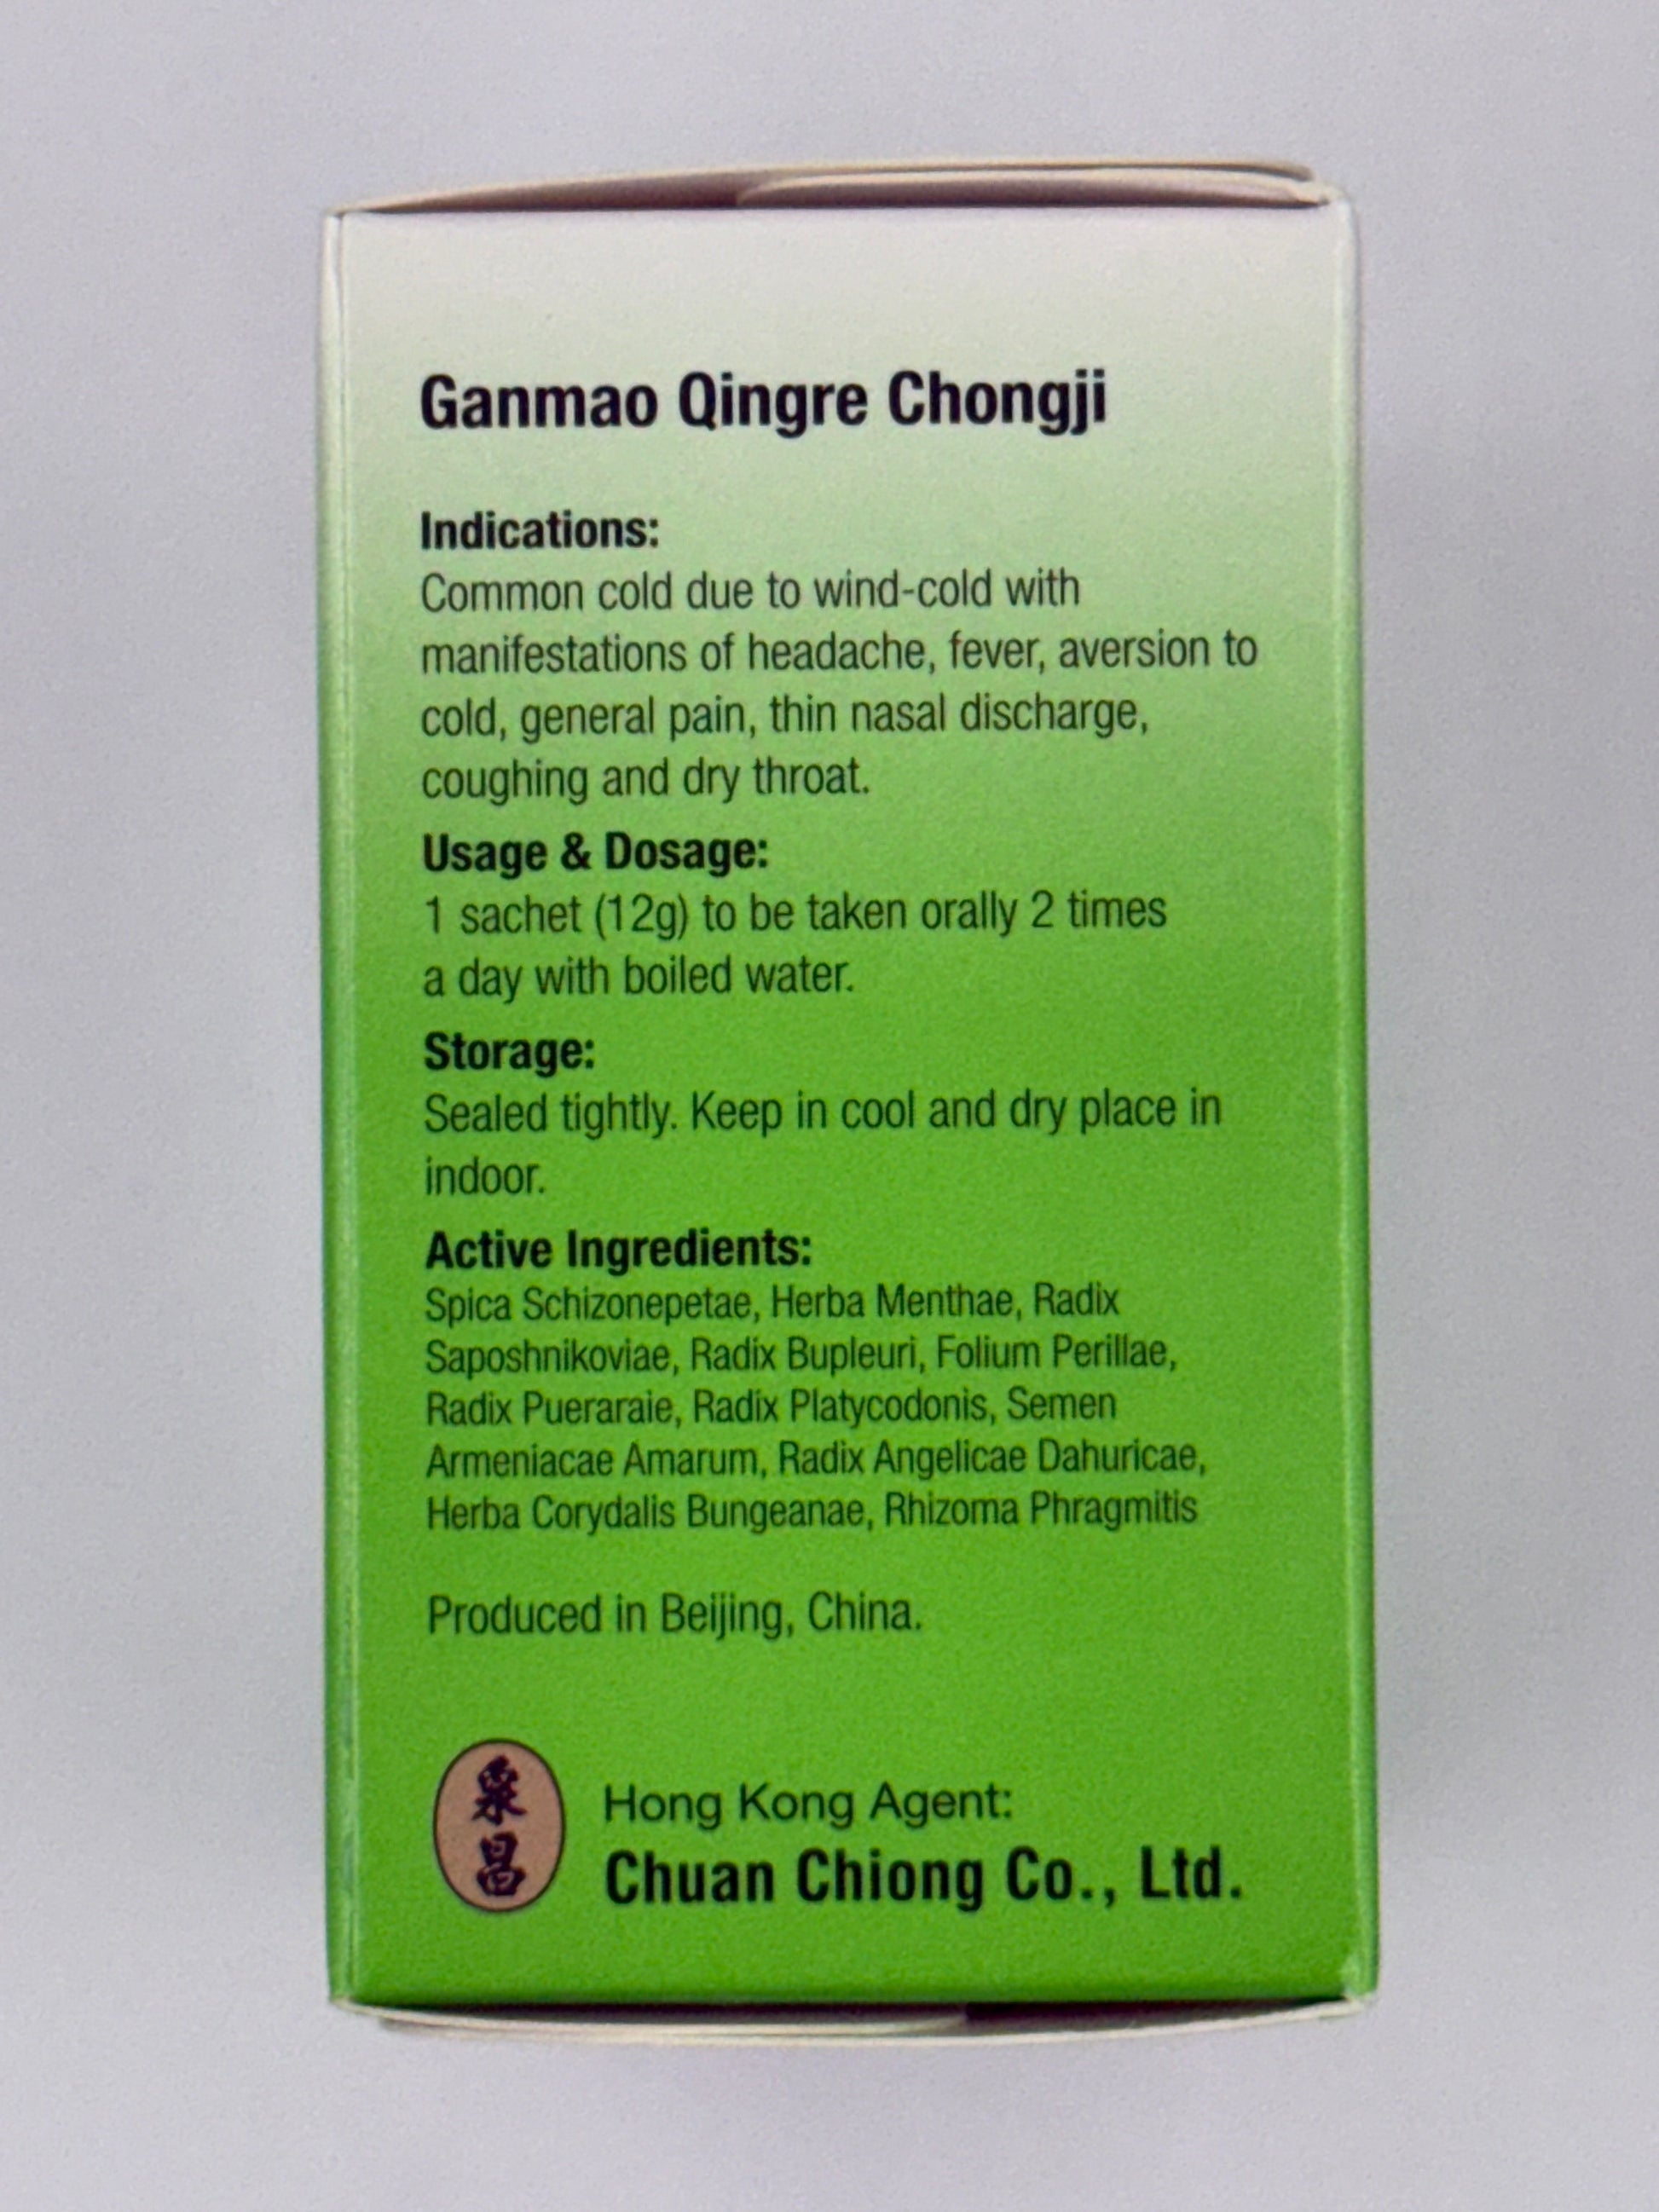 Ganmao Qingre Chongji
Indications:
Common cold due to wind-cold with
manifestations of headache, fever, aversion to
cold, general pain, thin nasal discharge,
coughing and dry throat.
Usage & Dosage:
1 sachet (12g) to be taken orally 2 times
a day with boiled water.
Storage:
Sealed tightly. Keep in cool and dry place in
indoor.
Active Ingredients:
Spica Schizonepetae, Herba Menthae, Radix
Saposhnikoviae, Radix Bupleuri, Folium Perillae,
Radix Pueraraie, Radix Platycodonis, Semen
Armeniacae Amarum, Radix Angelicae Dahuricae,
Herba Corydalis Bungeanae, Rhizoma Phragmitis
Produced in Beijing, China.
泉昌
Hong Kong Agent:
Chuan Chiong Co., Ltd.